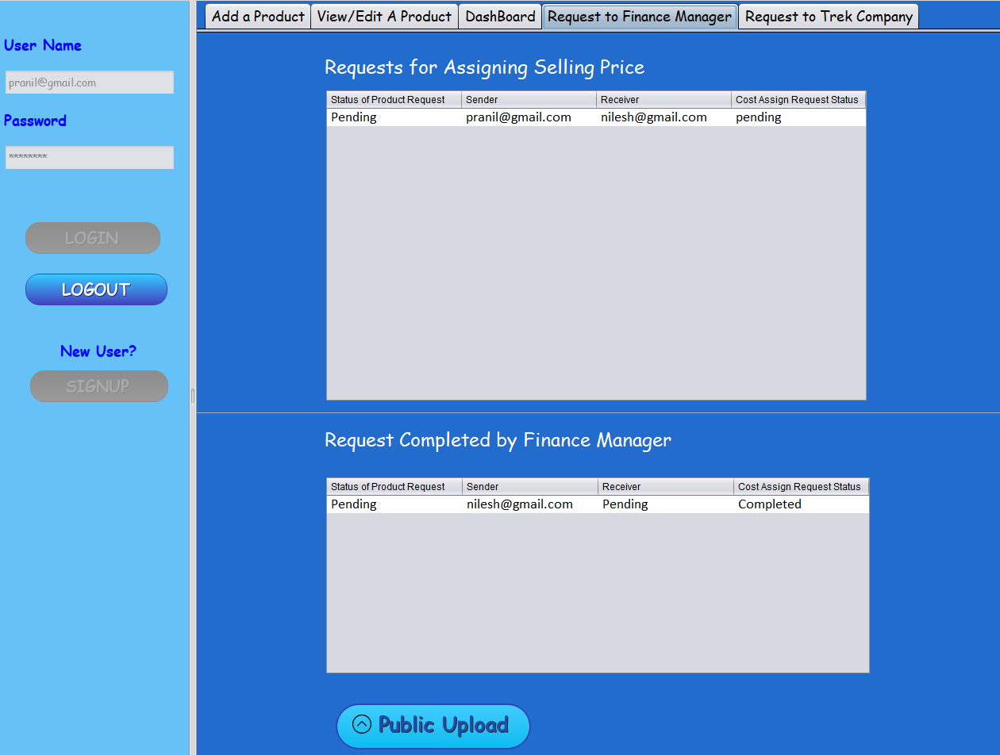 Add a Product View/Edit A Product DashBoard Request to Finance Manager Request to Trek Company
User Name
pranil@gmail.com
Password
********
LOGIN
LOGOUT
New User?
SIGNUP
Requests for Assigning Selling Price
Status of Product Request Sender Receiver Cost Assign Request Status
Pending pranil@gmail.com nilesh@gmail.com pending
Request Completed by Finance Manager
Status of Product Request Sender Receiver Cost Assign Request Status
Pending nilesh@gmail.com Pending Completed
Public Upload